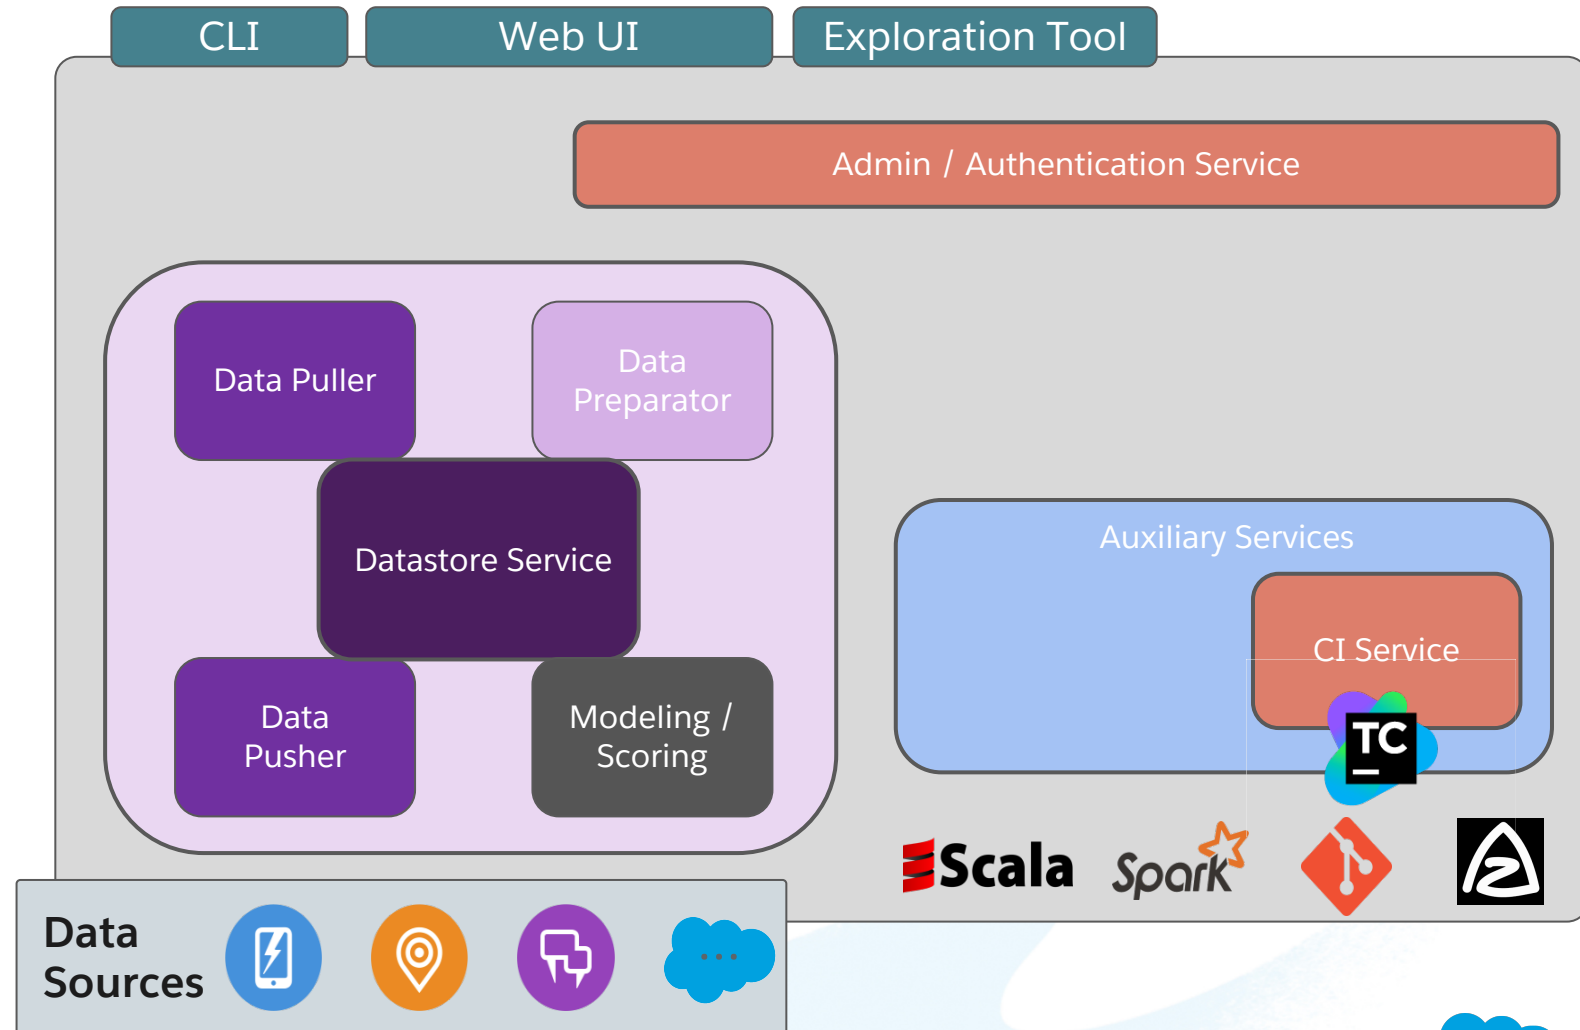 CLI
Web UI
Exploration Tool
Admin / Authentication Service
Data Puller
Data
Preparator
Datastore Service
Data
Pusher
Modeling /
Scoring
Auxiliary Services
CI Service
TC
Scala
Spark
Data
Sources
...